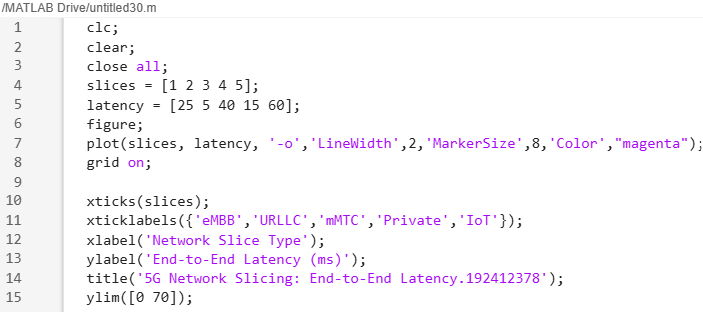 /MATLAB Drive/untitled30.m
1 clc;
2 clear;
3 close all;
4 slices = [1 2 3 4 5];
5 latency = [25 5 40 15 60];
6 figure;
7 plot(slices, latency, '-o','LineWidth',2,'MarkerSize',8,'Color',"magenta");
8 grid on;
9
10 xticks(slices);
11 xticklabels({'eMBB','URLLC','mMTC','Private','IoT'});
12 xlabel('Network Slice Type');
13 ylabel('End-to-End Latency (ms)');
14 title('5G Network Slicing: End-to-End Latency.192412378');
15 ylim([0 70]);